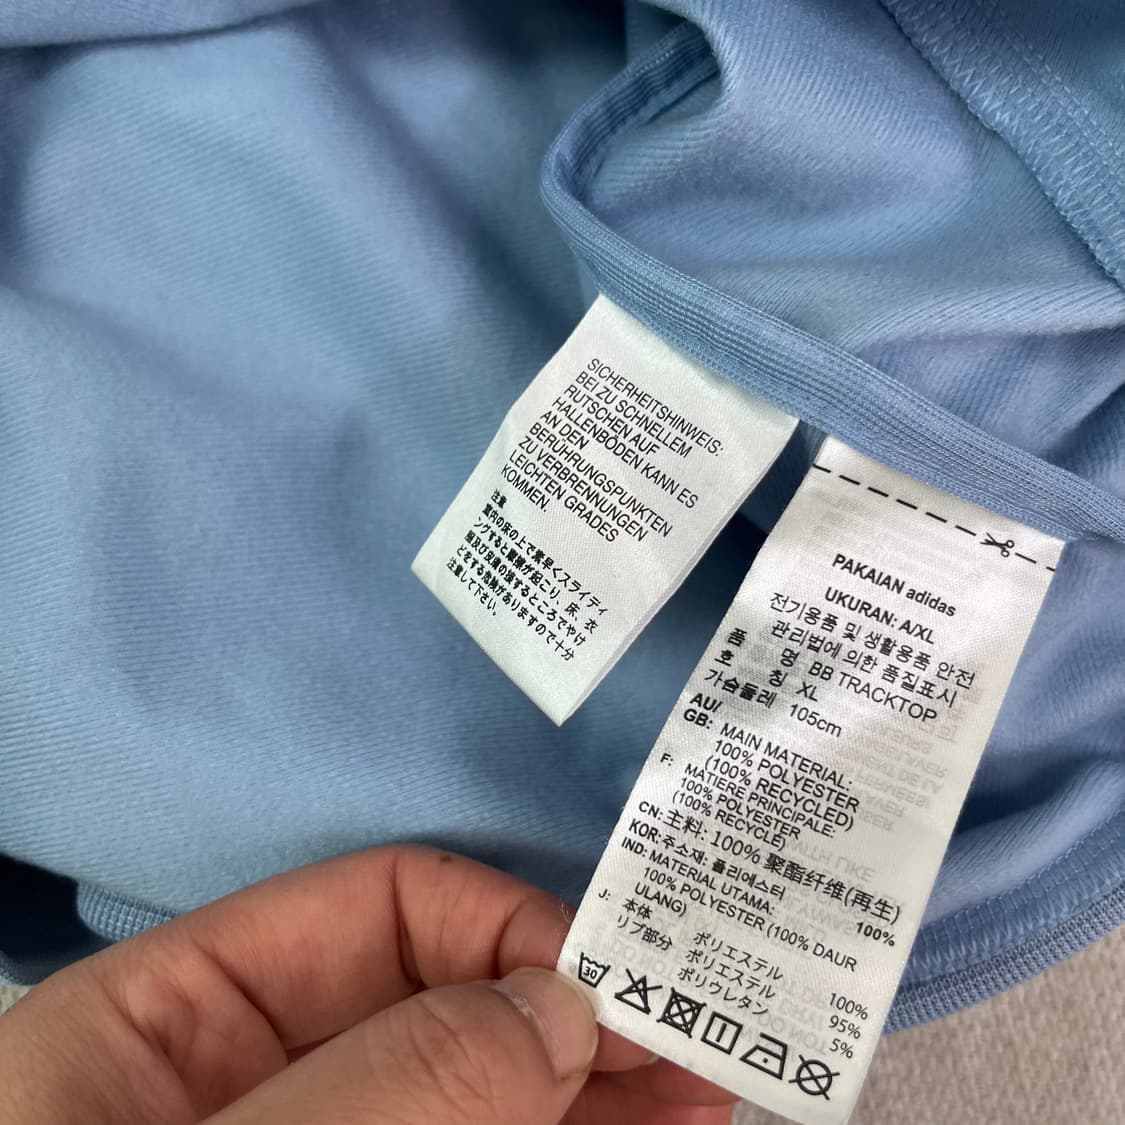 SICHERHEITSHINWEIS:
BEI ZU SCHNELLEM
RUTSCHEN AUF
HALLENBÖDEN KANN ES
AN DEN
BERÜHRUNGSPUNKTEN
ZU VERBRENNUNGEN
LEICHTEN GRADES
KOMMEN.
注意
室内の床の上で素早くスライディ
ングすると摩擦が起こり、床、衣
服及び皮膚の接するところでやけ
どをする危険がありますので十分
注意して下さい。
PAKAIAN adidas
UKURAN: A/XL
전기용품 및 생활용품 안전
관리법에 의한 품질표시
품 명 BB TRACKTOP
호 칭 XL
가슴둘레 105cm
AU/
GB: MAIN MATERIAL:
100% POLYESTER
(100% RECYCLED)
F: MATIÈRE PRINCIPALE:
100% POLYESTER
(100% RECYCLÉ)
CN: 主料: 100% 聚酯纤维(再生)
KOR: 주소재: 폴리에스터 100%
IND: MATERIAL UTAMA:
100% POLYESTER (100% DAUR
ULANG)
J: 本体 ポリエステル 100%
リブ部分 ポリエステル 95%
ポリウレタン 5%
30